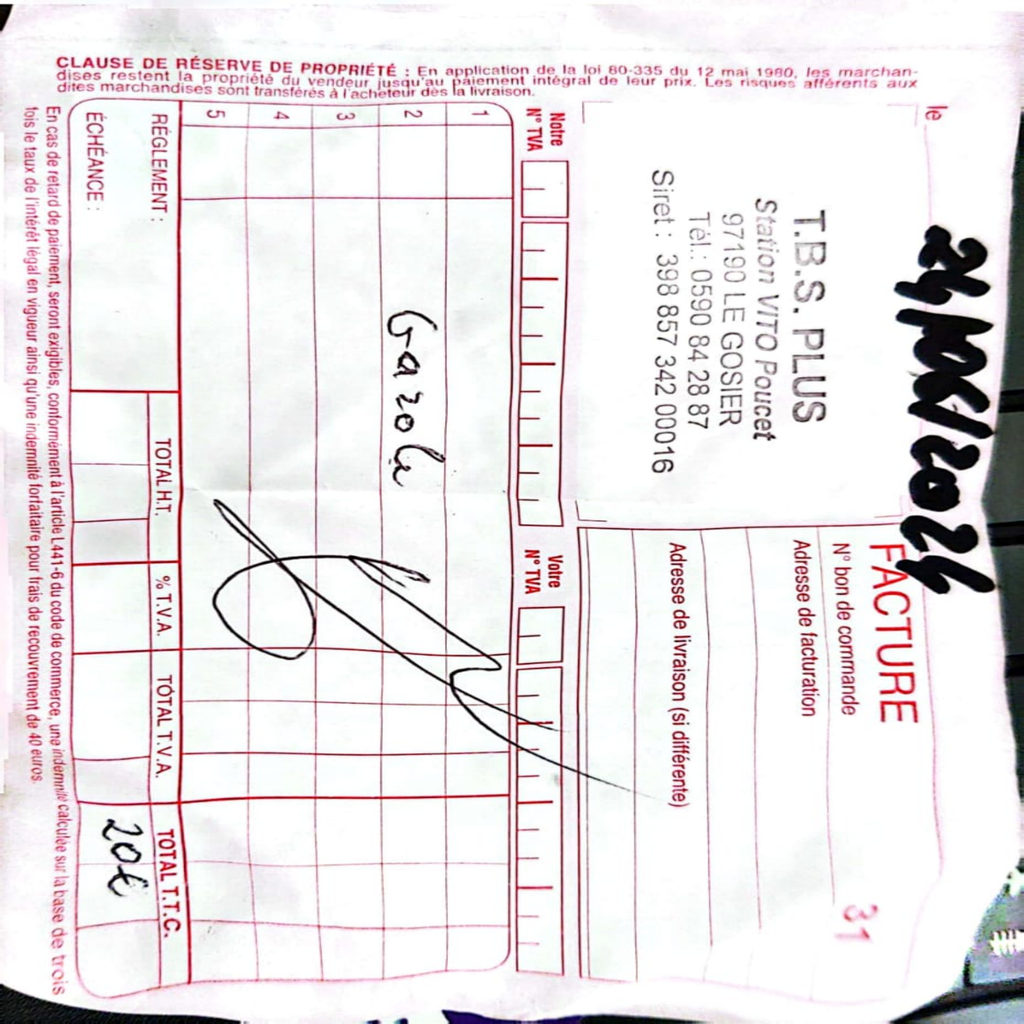 le 24/06/2024
T.B.S. PLUS
Station VITO Poucet
97190 LE GOSIER
Tél.: 0590 84 28 87
Siret : 398 857 342 00016
FACTURE
31
N° bon de commande
Adresse de facturation
Adresse de livraison (si différente)
Notre
N° TVA
Votre
N° TVA
1
2 Gazole
3
4
5
RÉGLEMENT :
ÉCHÉANCE :
TOTAL H.T. % T.V.A. TOTAL T.V.A. TOTAL T.T.C.
20€
En cas de retard de paiement, seront exigibles, conformément à l'article L441-6 du code de commerce, une indemnité calculée sur la base de trois
fois le taux de l'intérêt légal en vigueur ainsi qu'une indemnité forfaitaire pour frais de recouvrement de 40 euros.
CLAUSE DE RÉSERVE DE PROPRIÉTÉ : En application de la loi 80-335 du 12 mai 1980, les marchan-
dises restent la propriété du vendeur jusqu'au paiement intégral de leur prix. Les risques afférents aux
dites marchandises sont transférés à l'acheteur dès la livraison.